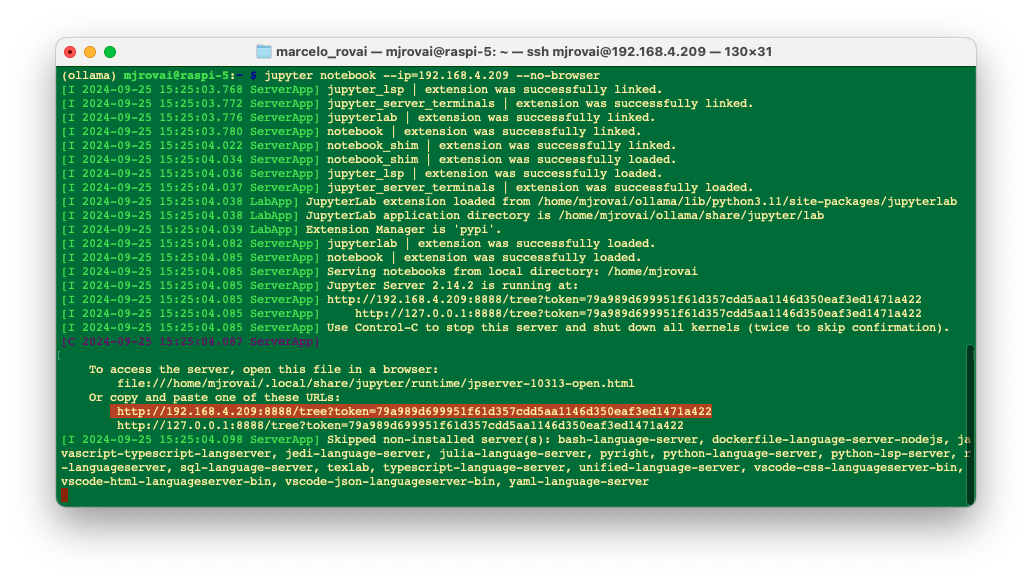 marcelo_rovai — mjrovai@raspi-5: ~ — ssh mjrovai@192.168.4.209 — 130×31
(ollama) mjrovai@raspi-5:~ $ jupyter notebook --ip=192.168.4.209 --no-browser
[I 2024-09-25 15:25:03.768 ServerApp] jupyter_lsp | extension was successfully linked.
[I 2024-09-25 15:25:03.772 ServerApp] jupyter_server_terminals | extension was successfully linked.
[I 2024-09-25 15:25:03.776 ServerApp] jupyterlab | extension was successfully linked.
[I 2024-09-25 15:25:03.780 ServerApp] notebook | extension was successfully linked.
[I 2024-09-25 15:25:04.022 ServerApp] notebook_shim | extension was successfully linked.
[I 2024-09-25 15:25:04.034 ServerApp] notebook_shim | extension was successfully loaded.
[I 2024-09-25 15:25:04.036 ServerApp] jupyter_lsp | extension was successfully loaded.
[I 2024-09-25 15:25:04.037 ServerApp] jupyter_server_terminals | extension was successfully loaded.
[I 2024-09-25 15:25:04.038 LabApp] JupyterLab extension loaded from /home/mjrovai/ollama/lib/python3.11/site-packages/jupyterlab
[I 2024-09-25 15:25:04.038 LabApp] JupyterLab application directory is /home/mjrovai/ollama/share/jupyter/lab
[I 2024-09-25 15:25:04.039 LabApp] Extension Manager is 'pypi'.
[I 2024-09-25 15:25:04.082 ServerApp] jupyterlab | extension was successfully loaded.
[I 2024-09-25 15:25:04.085 ServerApp] notebook | extension was successfully loaded.
[I 2024-09-25 15:25:04.085 ServerApp] Serving notebooks from local directory: /home/mjrovai
[I 2024-09-25 15:25:04.085 ServerApp] Jupyter Server 2.14.2 is running at:
[I 2024-09-25 15:25:04.085 ServerApp] http://192.168.4.209:8888/tree?token=79a989d699951f61d357cdd5aa1146d350eaf3ed1471a422
[I 2024-09-25 15:25:04.085 ServerApp]     http://127.0.0.1:8888/tree?token=79a989d699951f61d357cdd5aa1146d350eaf3ed1471a422
[I 2024-09-25 15:25:04.085 ServerApp] Use Control-C to stop this server and shut down all kernels (twice to skip confirmation).
[C 2024-09-25 15:25:04.087 ServerApp]
[
To access the server, open this file in a browser:
file:///home/mjrovai/.local/share/jupyter/runtime/jpserver-10313-open.html
Or copy and paste one of these URLs:
http://192.168.4.209:8888/tree?token=79a989d699951f61d357cdd5aa1146d350eaf3ed1471a422
http://127.0.0.1:8888/tree?token=79a989d699951f61d357cdd5aa1146d350eaf3ed1471a422
[I 2024-09-25 15:25:04.098 ServerApp] Skipped non-installed server(s): bash-language-server, dockerfile-language-server-nodejs, ja
vascript-typescript-langserver, jedi-language-server, julia-language-server, pyright, python-language-server, python-lsp-server, r
-languageserver, sql-language-server, texlab, typescript-language-server, unified-language-server, vscode-css-languageserver-bin,
vscode-html-languageserver-bin, vscode-json-languageserver-bin, yaml-language-server